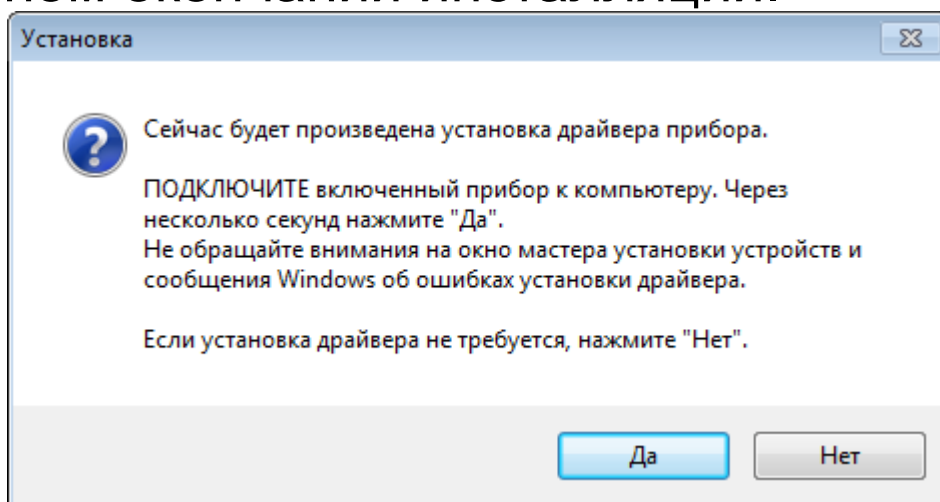 окончании инсталляции.
Установка
Сейчас будет произведена установка драйвера прибора.
ПОДКЛЮЧИТЕ включенный прибор к компьютеру. Через
несколько секунд нажмите "Да".
Не обращайте внимания на окно мастера установки устройств и
сообщения Windows об ошибках установки драйвера.
Если установка драйвера не требуется, нажмите "Нет".
Да
Нет